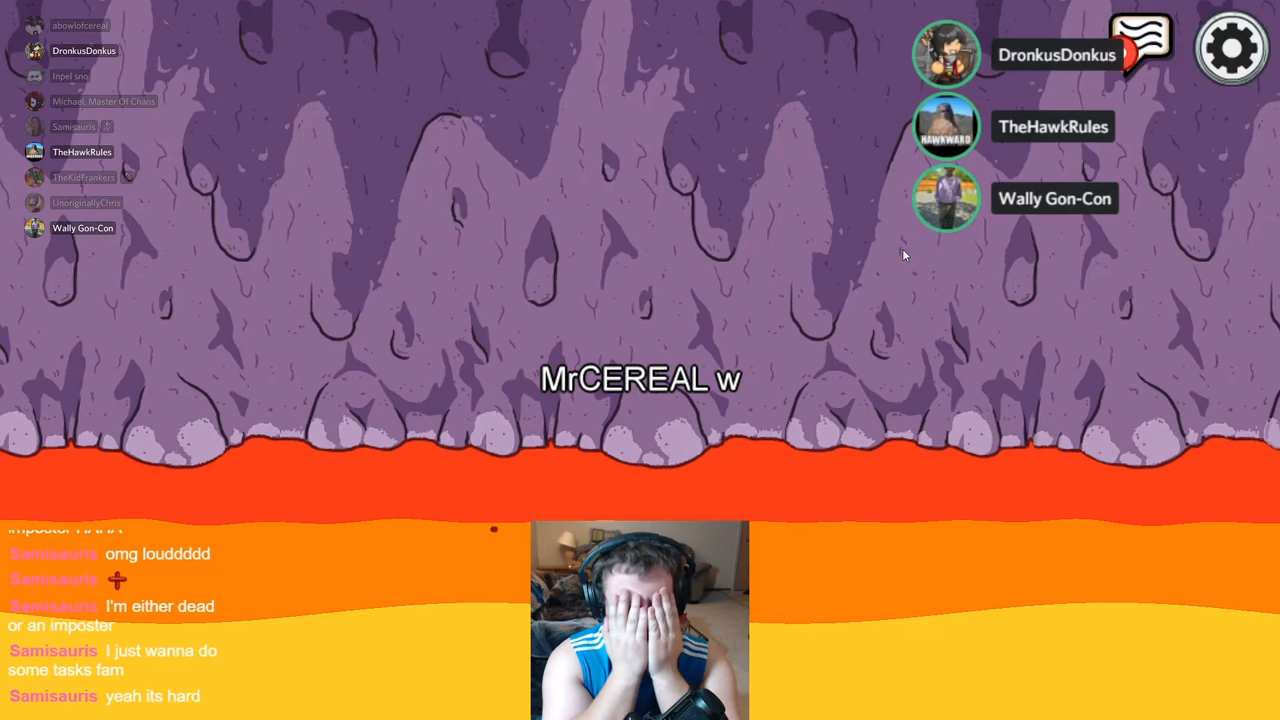 abowlofcereal
DronkusDonkus
Inpel sno
Michael, Master Of Chaos
Samisauris
TheHawkRules
TheKidFrankers
UnoriginallyChris
Wally Gon-Con
DronkusDonkus
HAWKWARD
TheHawkRules
Wally Gon-Con
MrCEREAL w
Samisauris omg louddddd
Samisauris
Samisauris I'm either dead
or an imposter
Samisauris I just wanna do
some tasks fam
Samisauris yeah its hard